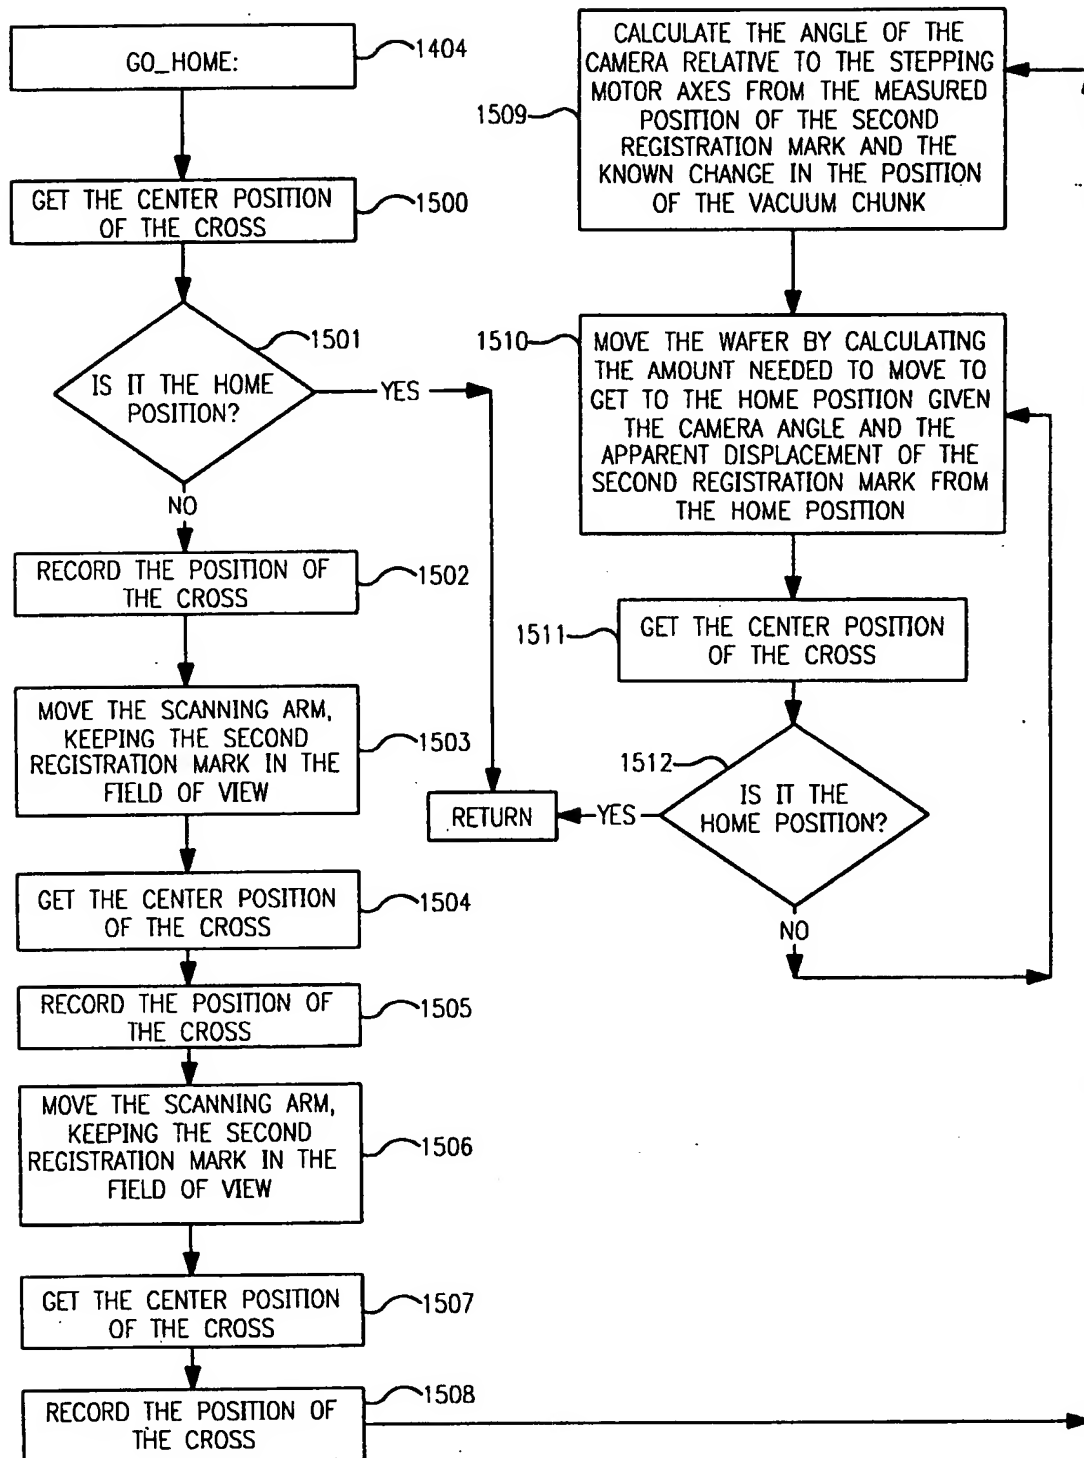 GO_HOME:
1404
GET THE CENTER POSITION
OF THE CROSS
1500
IS IT THE HOME
POSITION?
1501
YES
NO
RECORD THE POSITION OF
THE CROSS
1502
MOVE THE SCANNING ARM,
KEEPING THE SECOND
REGISTRATION MARK IN THE
FIELD OF VIEW
1503
GET THE CENTER POSITION
OF THE CROSS
1504
RECORD THE POSITION OF
THE CROSS
1505
MOVE THE SCANNING ARM,
KEEPING THE SECOND
REGISTRATION MARK IN THE
FIELD OF VIEW
1506
GET THE CENTER POSITION
OF THE CROSS
1507
RECORD THE POSITION OF
THE CROSS
1508
CALCULATE THE ANGLE OF THE
CAMERA RELATIVE TO THE STEPPING
MOTOR AXES FROM THE MEASURED
POSITION OF THE SECOND
REGISTRATION MARK AND THE
KNOWN CHANGE IN THE POSITION
OF THE VACUUM CHUNK
1509
MOVE THE WAFER BY CALCULATING
THE AMOUNT NEEDED TO MOVE TO
GET TO THE HOME POSITION GIVEN
THE CAMERA ANGLE AND THE
APPARENT DISPLACEMENT OF THE
SECOND REGISTRATION MARK FROM
THE HOME POSITION
1510
GET THE CENTER POSITION
OF THE CROSS
1511
IS IT THE
HOME POSITION?
1512
YES
RETURN
NO